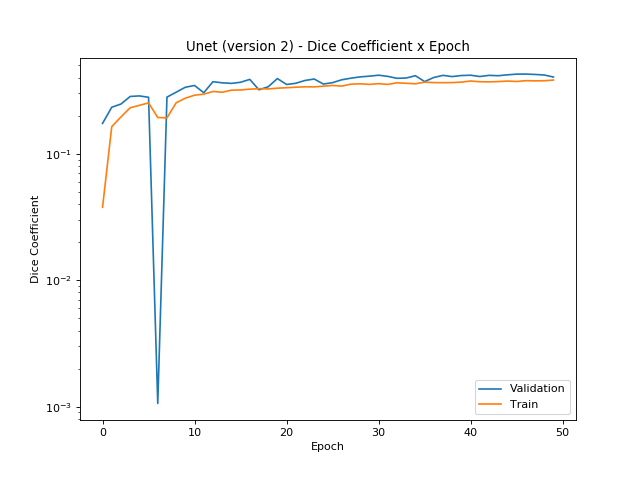 Unet (version 2) - Dice Coefficient x Epoch
Dice Coefficient
10⁻¹
10⁻²
10⁻³
0 10 20 30 40 50
Epoch
Validation
Train